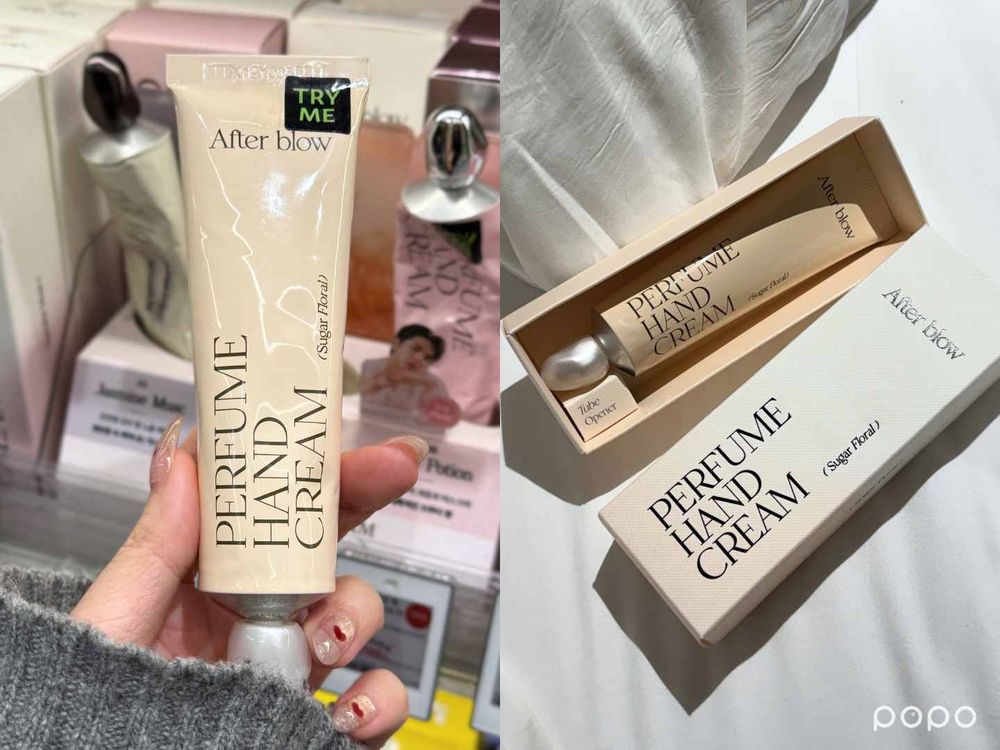 TRY
ME
After blow
PERFUME
HAND
CREAM
(Sugar Floral)
Jasmine Musk
Potion
After blow
PERFUME
HAND
CREAM
(Sugar Floral)
Tube
Opener
After blow
PERFUME
HAND
CREAM
(Sugar Floral)
popo